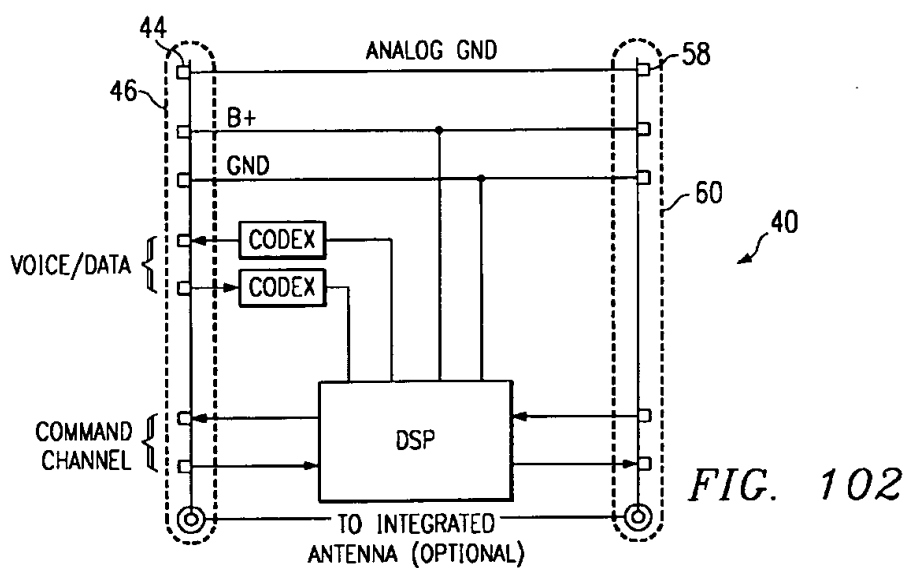 44
ANALOG GND
58
46
B+
GND
60
40
CODEX
VOICE/DATA
CODEX
COMMAND
CHANNEL
DSP
FIG. 102
TO INTEGRATED
ANTENNA (OPTIONAL)